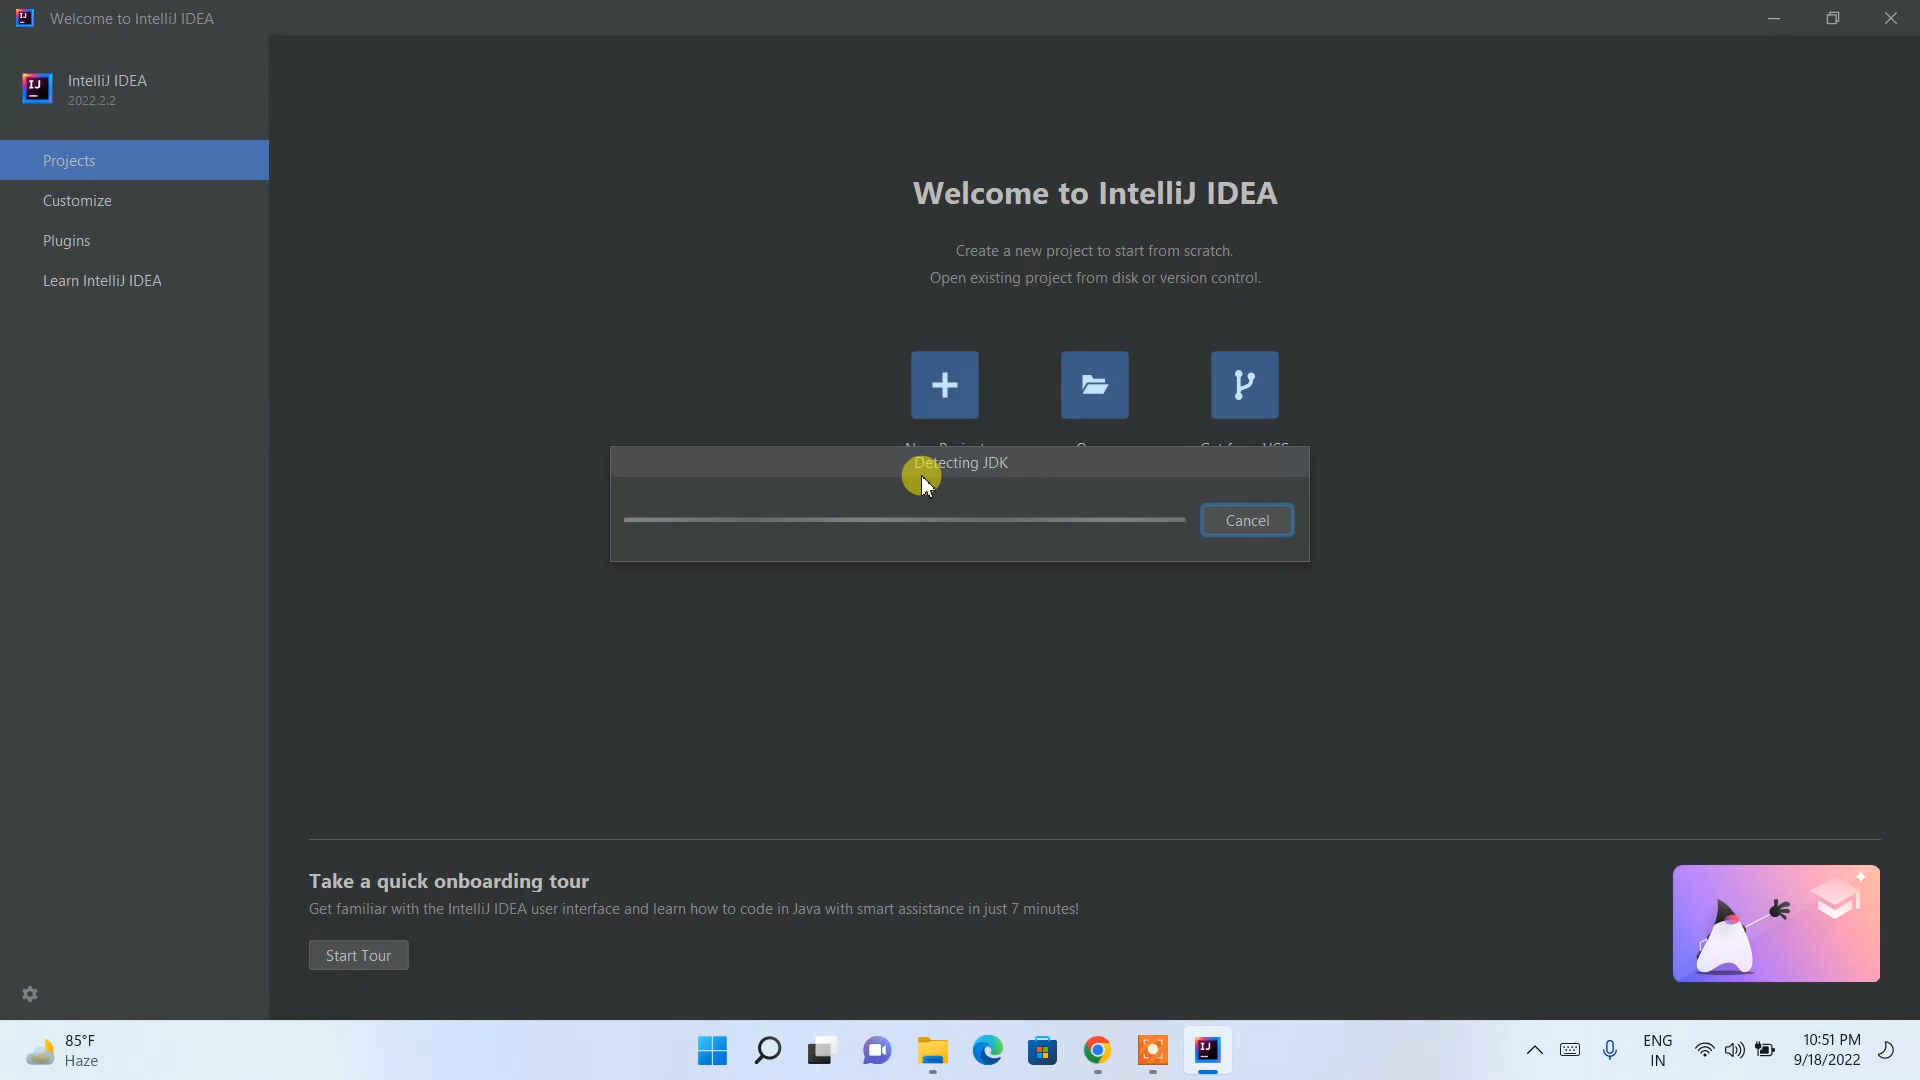 Welcome to IntelliJ IDEA
IntelliJ IDEA
2022.2.2
Projects
Customize
Plugins
Learn IntelliJ IDEA
Welcome to IntelliJ IDEA
Create a new project to start from scratch.
Open existing project from disk or version control.
Detecting JDK
Cancel
Take a quick onboarding tour
Get familiar with the IntelliJ IDEA user interface and learn how to code in Java with smart assistance in just 7 minutes!
Start Tour
85°F
Haze
ENG
IN
10:51 PM
9/18/2022